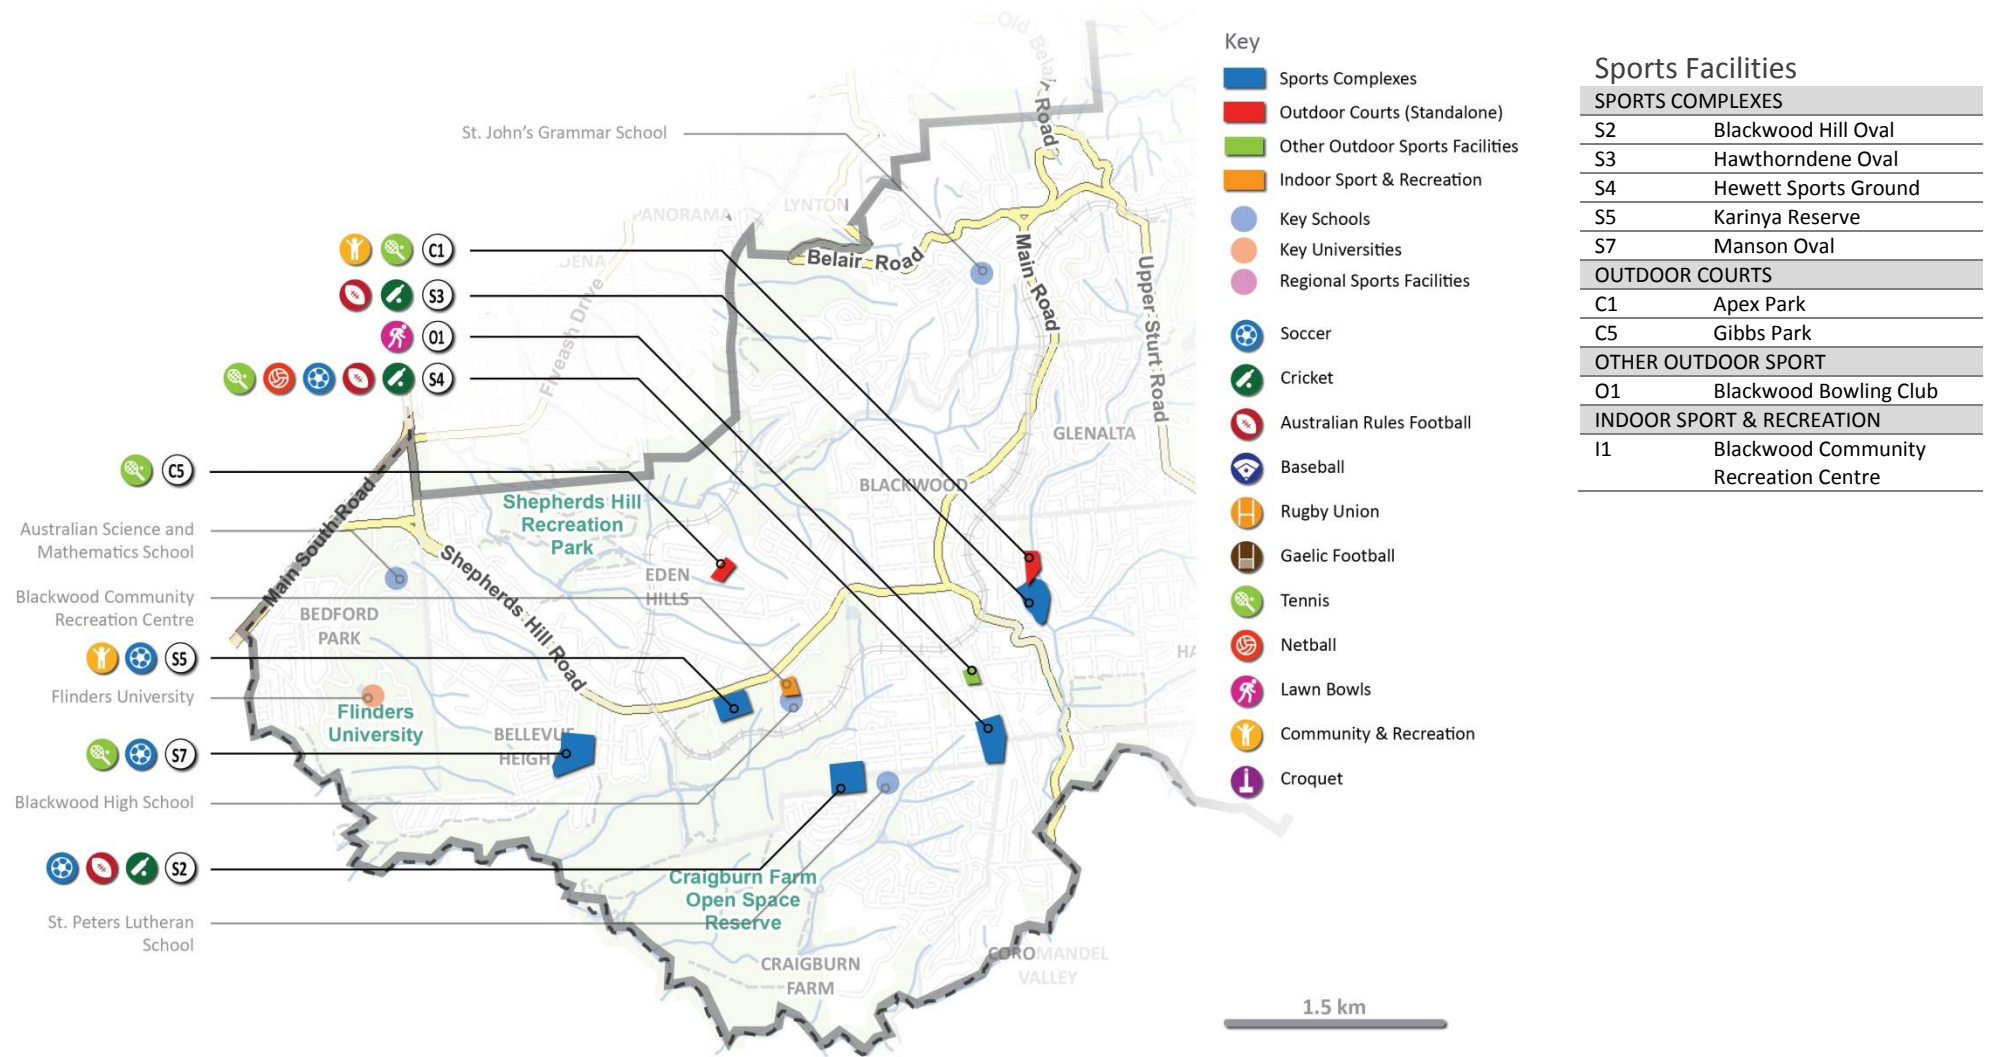 Old Belair Road
St. John's Grammar School
PANORAMA
LYNTON
Belair Road
Main Road
Upper Sturt Road
Fiveash Drive
C1
S3
O1
S4
C5
GLENALTA
BLACKWOOD
Shepherds Hill
Recreation
Park
Main South Road
Australian Science and
Mathematics School
Shepherds Hill Road
EDEN
HILLS
Blackwood Community
Recreation Centre
BEDFORD
PARK
S5
Flinders University
Flinders
University
BELLEVUE
HEIGHTS
S7
Blackwood High School
S2
Craigburn Farm
Open Space
Reserve
St. Peters Lutheran
School
CRAIGBURN
FARM
COROMANDEL
VALLEY
Key
Sports Complexes
Outdoor Courts (Standalone)
Other Outdoor Sports Facilities
Indoor Sport & Recreation
Key Schools
Key Universities
Regional Sports Facilities
Soccer
Cricket
Australian Rules Football
Baseball
Rugby Union
Gaelic Football
Tennis
Netball
Lawn Bowls
Community & Recreation
Croquet
1.5 km
Sports Facilities
SPORTS COMPLEXES
S2 Blackwood Hill Oval
S3 Hawthorndene Oval
S4 Hewett Sports Ground
S5 Karinya Reserve
S7 Manson Oval
OUTDOOR COURTS
C1 Apex Park
C5 Gibbs Park
OTHER OUTDOOR SPORT
O1 Blackwood Bowling Club
INDOOR SPORT & RECREATION
I1 Blackwood Community
Recreation Centre